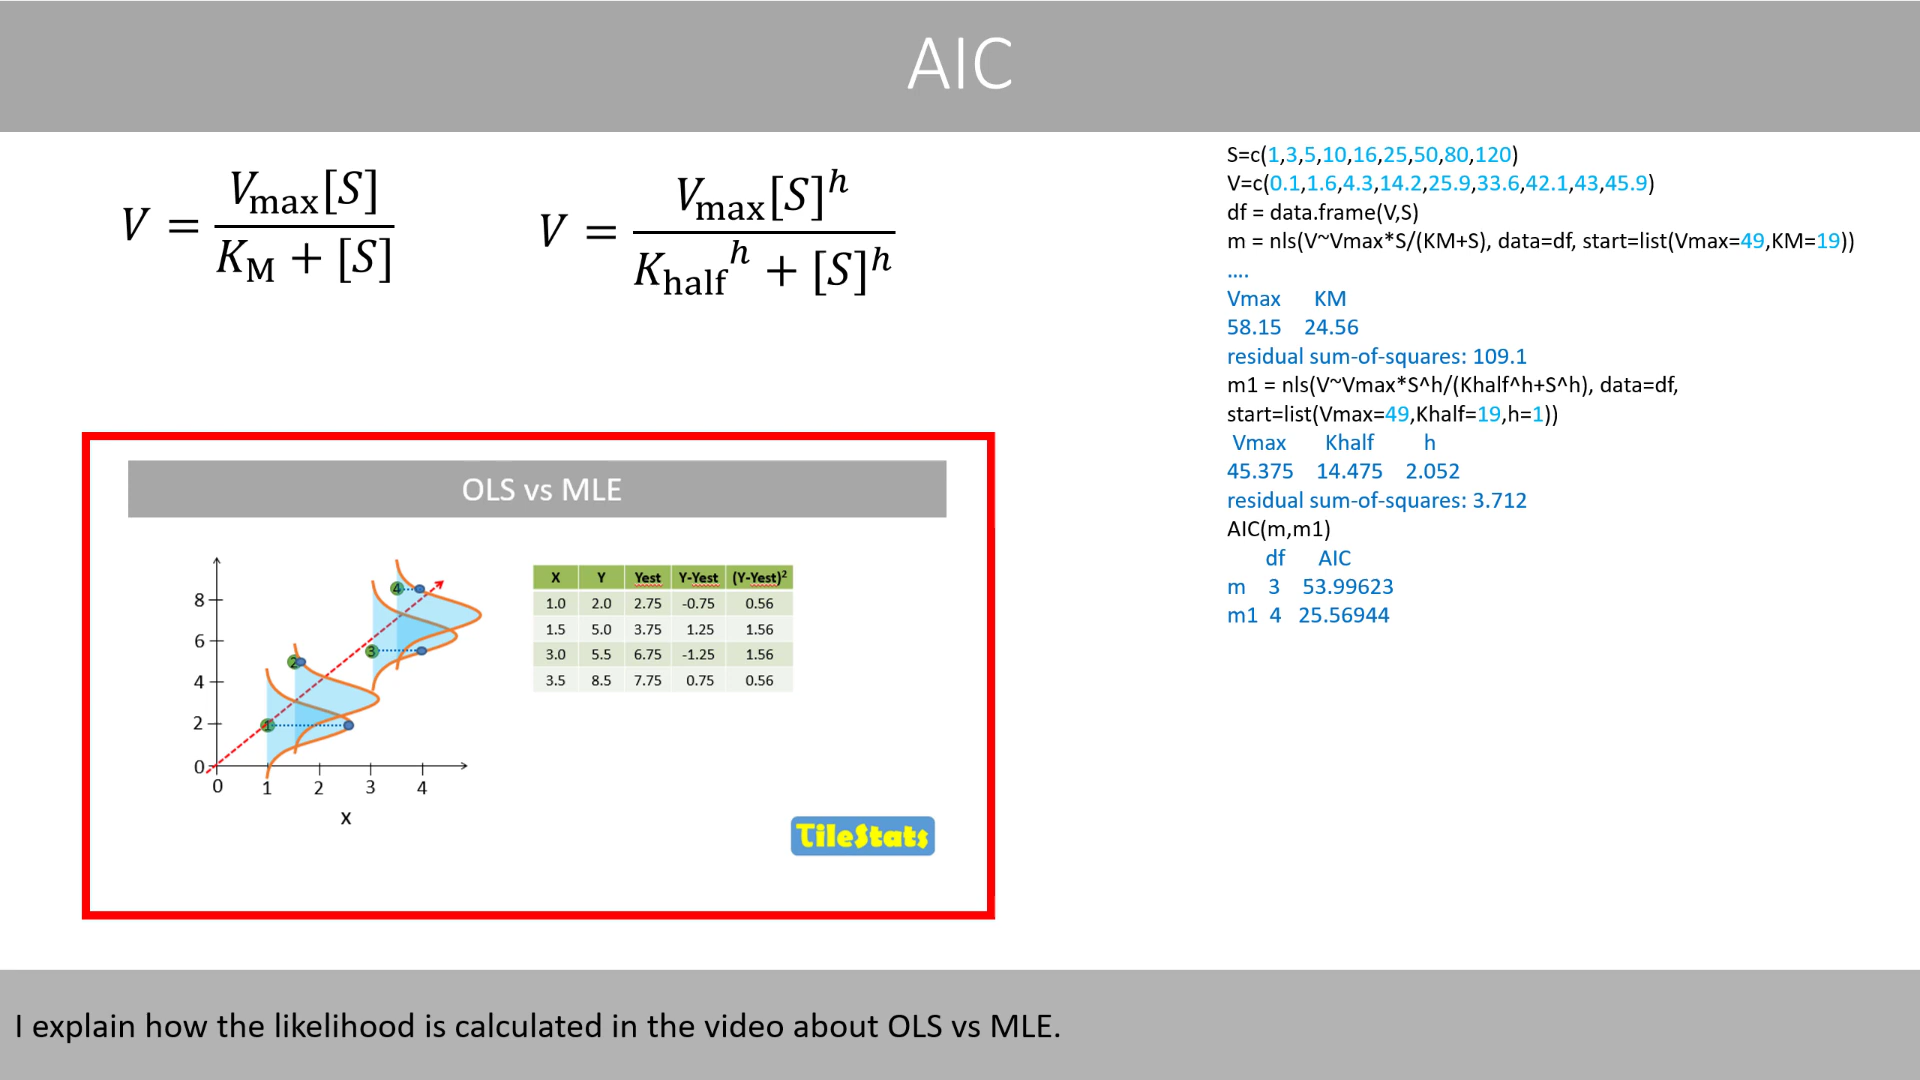 AIC
V = Vmax[S] / KM + [S]
V = Vmax[S]^h / Khalf^h + [S]^h
S=c(1,3,5,10,16,25,50,80,120)
V=c(0.1,1.6,4.3,14.2,25.9,33.6,42.1,43,45.9)
df = data.frame(V,S)
m = nls(V~Vmax*S/(KM+S), data=df, start=list(Vmax=49,KM=19))
....
Vmax KM
58.15 24.56
residual sum-of-squares: 109.1
m1 = nls(V~Vmax*S^h/(Khalf^h+S^h), data=df,
start=list(Vmax=49,Khalf=19,h=1))
Vmax Khalf h
45.375 14.475 2.052
residual sum-of-squares: 3.712
AIC(m,m1)
df AIC
m 3 53.99623
m1 4 25.56944
OLS vs MLE
8
6
4
2
0
0 1 2 3 4
X
1
2
3
4
X Y Yest Y-Yest (Y-Yest)²
1.0 2.0 2.75 -0.75 0.56
1.5 5.0 3.75 1.25 1.56
3.0 5.5 6.75 -1.25 1.56
3.5 8.5 7.75 0.75 0.56
TileStats
I explain how the likelihood is calculated in the video about OLS vs MLE.